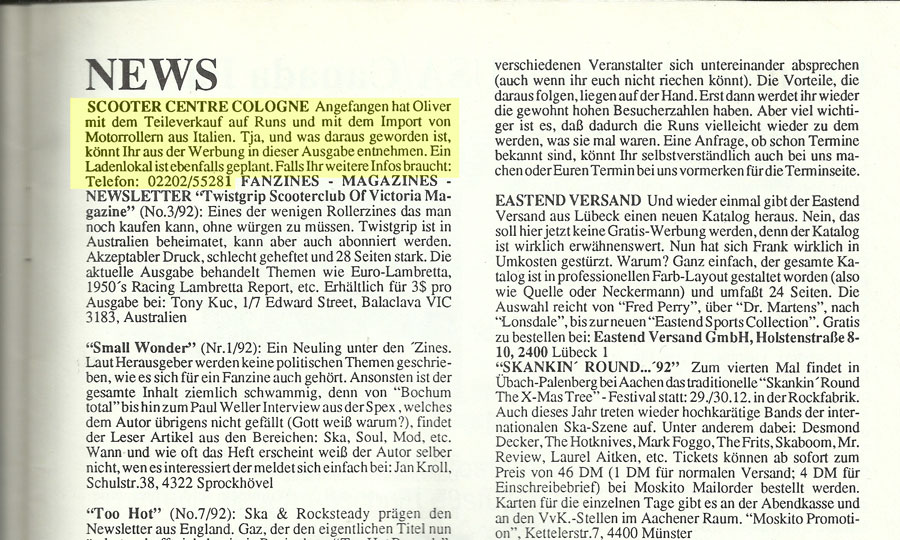 NEWS
SCOOTER CENTRE COLOGNE Angefangen hat Oliver
mit dem Teileverkauf auf Runs und mit dem Import von
Motorrollern aus Italien. Tja, und was daraus geworden ist,
könnt Ihr aus der Werbung in dieser Ausgabe entnehmen. Ein
Ladenlokal ist ebenfalls geplant. Falls Ihr weitere Infos braucht:
Telefon: 02202/55281 FANZINES - MAGAZINES -
NEWSLETTER “Twistgrip Scooterclub Of Victoria Ma-
gazine” (No.3/92): Eines der wenigen Rollerzines das man
noch kaufen kann, ohne würgen zu müssen. Twistgrip ist in
Australien beheimatet, kann aber auch abonniert werden.
Akzeptabler Druck, schlecht geheftet und 28 Seiten stark. Die
aktuelle Ausgabe behandelt Themen wie Euro-Lambretta,
1950´s Racing Lambretta Report, etc. Erhältlich für 3$ pro
Ausgabe bei: Tony Kuc, 1/7 Edward Street, Balaclava VIC
3183, Australien
“Small Wonder” (Nr.1/92): Ein Neuling unter den ´Zines.
Laut Herausgeber werden keine politischen Themen geschrie-
ben, wie es sich für ein Fanzine auch gehört. Ansonsten ist der
gesamte Inhalt ziemlich schwammig, denn von “Bochum
total” bis hin zum Paul Weller Interview aus der Spex , welches
dem Autor übrigens nicht gefällt (Gott weiß warum?), findet
der Leser Artikel aus den Bereichen: Ska, Soul, Mod, etc.
Wann und wie oft das Heft erscheint weiß der Autor selber
nicht, wen es interessiert der meldet sich einfach bei: Jan Kroll,
Schulstr.38, 4322 Sprockhövel
“Too Hot” (No.7/92): Ska & Rocksteady prägen den
Newsletter aus England. Gaz, der den eigentlichen Titel nun
verschiedenen Veranstalter sich untereinander absprechen
(auch wenn ihr euch nicht riechen könnt). Die Vorteile, die
daraus folgen, liegen auf der Hand. Erst dann werdet ihr wieder
die gewohnt hohen Besucherzahlen haben. Aber viel wichti-
ger ist es, daß dadurch die Runs vielleicht wieder zu dem
werden, was sie mal waren. Eine Anfrage, ob schon Termine
bekannt sind, könnt Ihr selbstverständlich auch bei uns ma-
chen oder Euren Termin bei uns vormerken für die Terminseite.
EASTEND VERSAND Und wieder einmal gibt der Eastend
Versand aus Lübeck einen neuen Katalog heraus. Nein, das
soll hier jetzt keine Gratis-Werbung werden, denn der Katalog
ist wirklich erwähnenswert. Nun hat sich Frank wirklich in
Umkosten gestürzt. Warum? Ganz einfach, der gesamte Ka-
talog ist in professionellen Farb-Layout gestaltet worden (also
wie Quelle oder Neckermann) und umfaßt 24 Seiten. Die
Auswahl reicht von “Fred Perry”, über “Dr. Martens”, nach
“Lonsdale”, bis zur neuen “Eastend Sports Collection”. Gratis
zu bestellen bei: Eastend Versand GmbH, Holstenstraße 8-
10, 2400 Lübeck 1
“SKANKIN´ ROUND...´92” Zum vierten Mal findet in
Übach-Palenberg bei Aachen das traditionelle “Skankin´ Round
The X-Mas Tree” - Festival statt: 29./30.12. in der Rockfabrik.
Auch dieses Jahr treten wieder hochkarätige Bands der inter-
nationalen Ska-Szene auf. Unter anderem dabei: Desmond
Decker, The Hotknives, Mark Foggo, The Frits, Skaboom, Mr.
Review, Laurel Aitken, etc. Tickets können ab sofort zum
Preis von 46 DM (1 DM für normalen Versand; 4 DM für
Einschreibebrief) bei Moskito Mailorder bestellt werden.
Karten für die einzelnen Tage gibt es an der Abendkasse und
an den VvK.-Stellen im Aachener Raum. “Moskito Promoti-
on”, Kettelerstr.7, 4400 Münster